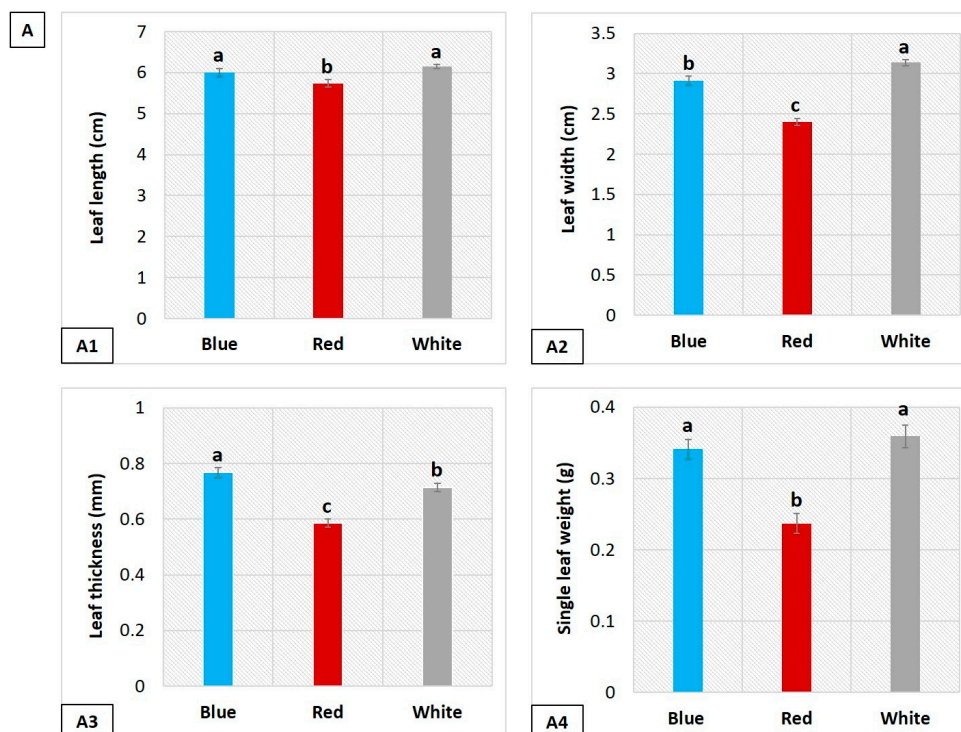 A
Leaf length (cm)
7
6
5
4
3
2
1
0
a
b
a
Blue
Red
White
A1
Leaf width (cm)
3.5
3
2.5
2
1.5
1
0.5
0
b
c
a
Blue
Red
White
A2
Leaf thickness (mm)
1
0.8
0.6
0.4
0.2
0
a
c
b
Blue
Red
White
A3
Single leaf weight (g)
0.4
0.3
0.2
0.1
0
a
b
a
Blue
Red
White
A4